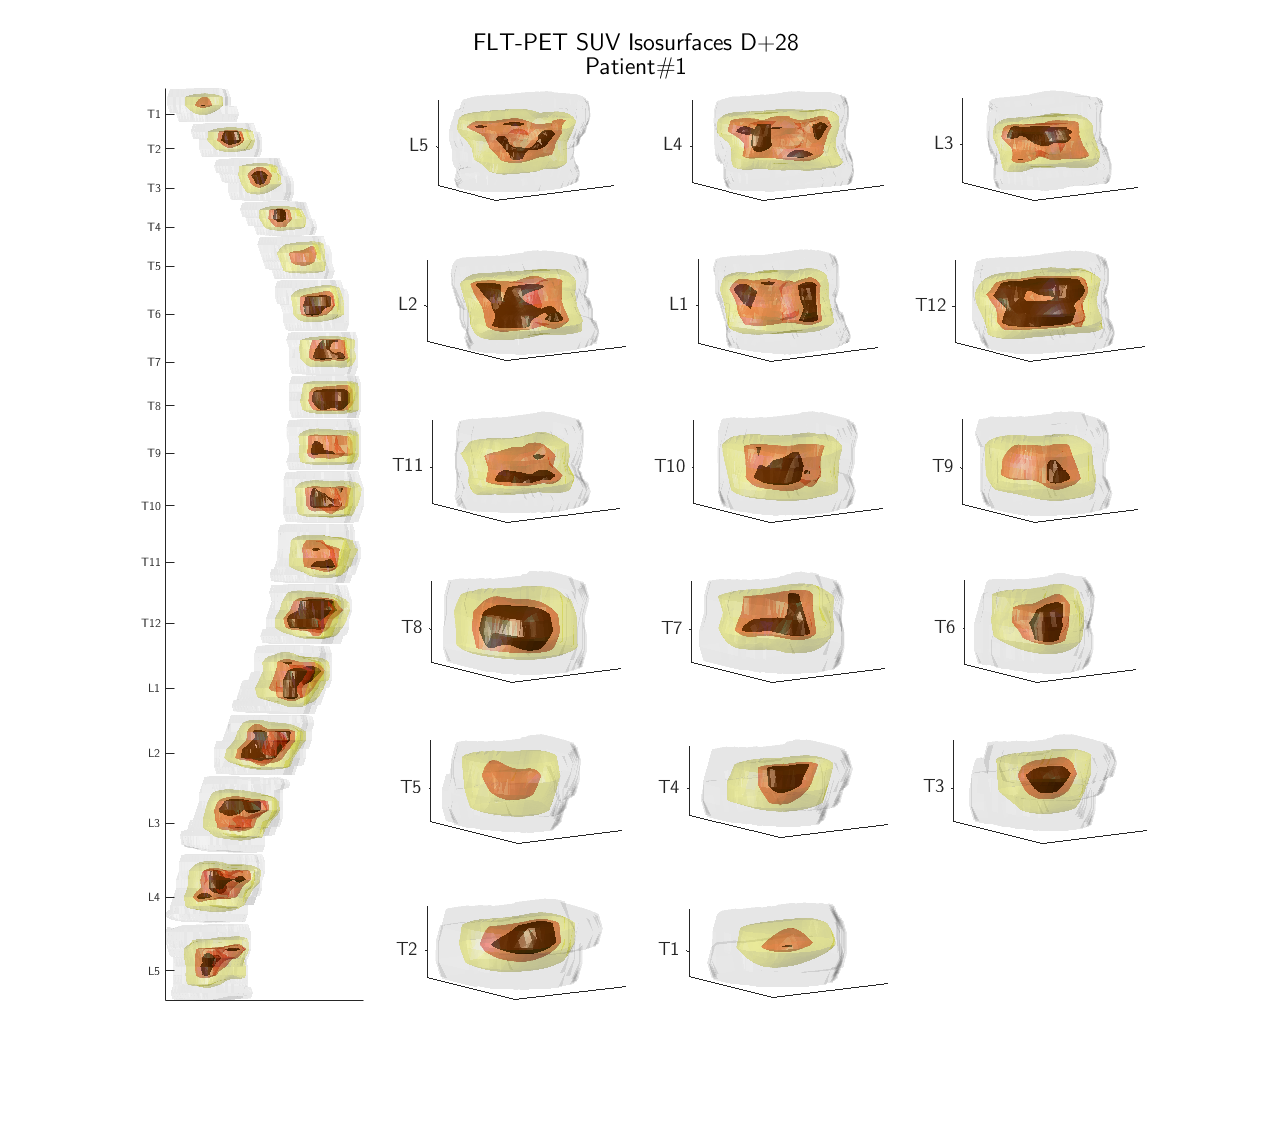 FLT-PET SUV Isosurfaces D+28
Patient#1
T1
T2
T3
T4
T5
T6
T7
T8
T9
T10
T11
T12
L1
L2
L3
L4
L5
L5 L4 L3
L2 L1 T12
T11 T10 T9
T8 T7 T6
T5 T4 T3
T2 T1